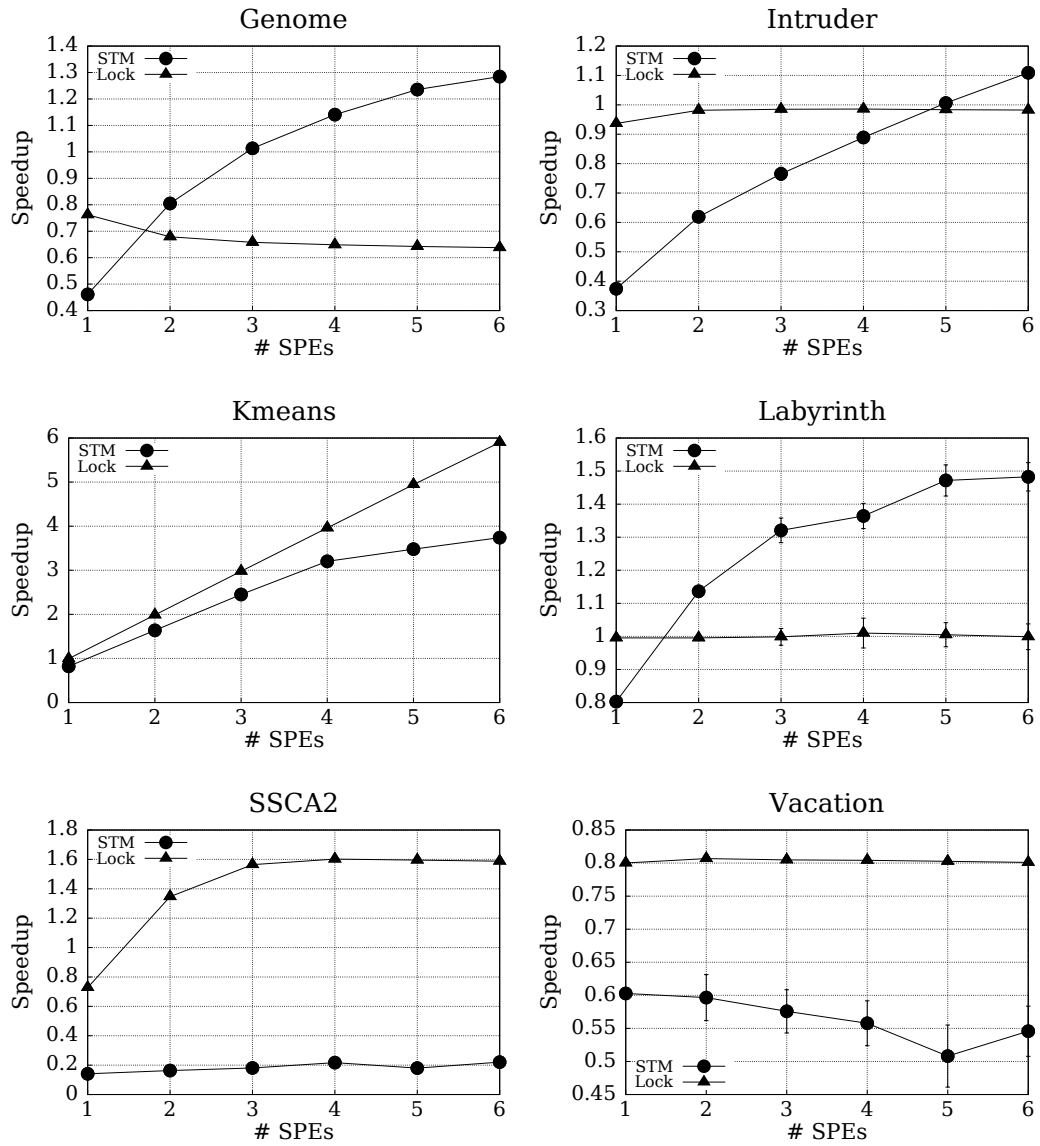 Genome
Speedup
1.4
1.3
1.2
1.1
1
0.9
0.8
0.7
0.6
0.5
0.4
STM
Lock
1 2 3 4 5 6
# SPEs
Intruder
Speedup
1.2
1.1
1
0.9
0.8
0.7
0.6
0.5
0.4
0.3
STM
Lock
1 2 3 4 5 6
# SPEs
Kmeans
Speedup
6
5
4
3
2
1
0
STM
Lock
1 2 3 4 5 6
# SPEs
Labyrinth
Speedup
1.6
1.5
1.4
1.3
1.2
1.1
1
0.9
0.8
STM
Lock
1 2 3 4 5 6
# SPEs
SSCA2
Speedup
1.8
1.6
1.4
1.2
1
0.8
0.6
0.4
0.2
0
STM
Lock
1 2 3 4 5 6
# SPEs
Vacation
Speedup
0.85
0.8
0.75
0.7
0.65
0.6
0.55
0.5
0.45
STM
Lock
1 2 3 4 5 6
# SPEs